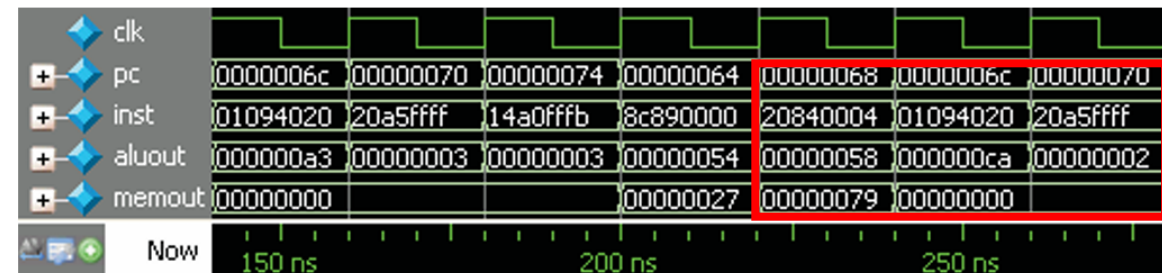 clk
pc 0000006c 00000070 00000074 00000064 00000068 0000006c 00000070
inst 01094020 20a5ffff 14a0fffb 8c890000 20840004 01094020 20a5ffff
aluout 000000a3 00000003 00000003 00000054 00000058 000000ca 00000002
memout 00000000 00000027 00000079 00000000
Now 150 ns 200 ns 250 ns